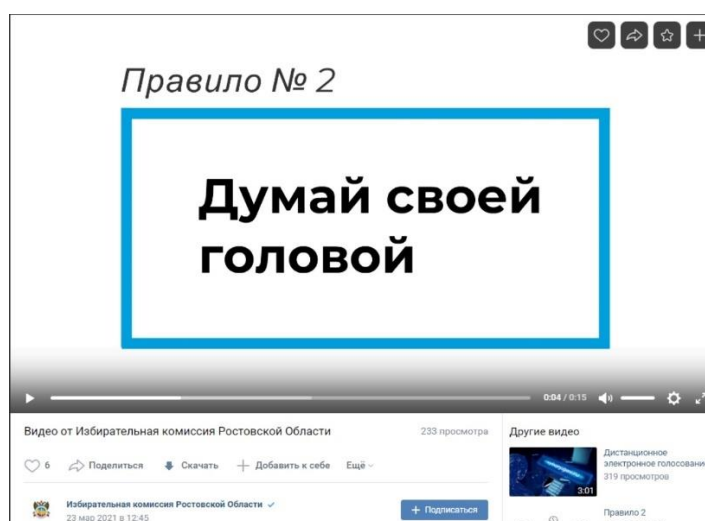 Правило № 2
Думай своей
головой
0:04 / 0:15
Видео от Избирательная комиссия Ростовской Области
233 просмотра
6
Поделиться
Скачать
Добавить к себе
Ещё
Избирательная комиссия Ростовской Области
23 мар 2021 в 12:45
+ Подписаться
Другие видео
3:01
Дистанционное
электронное голосование
319 просмотров
Правило 2